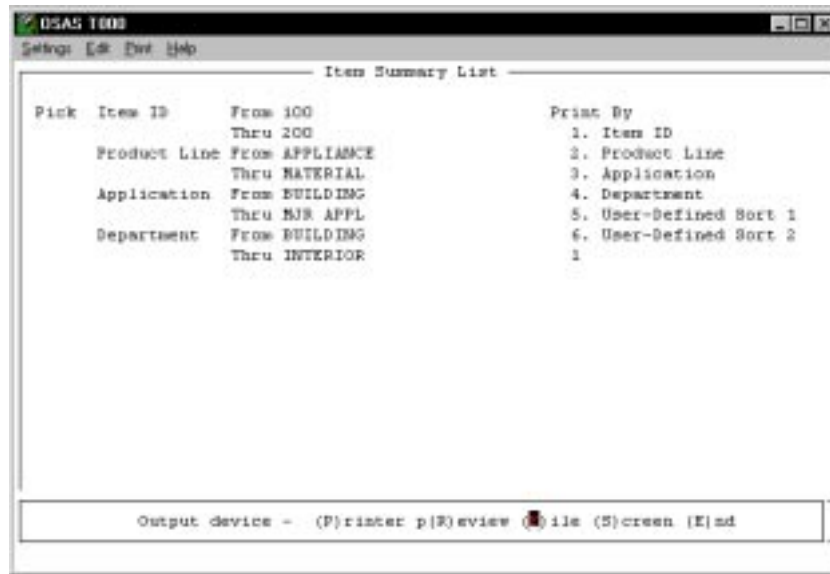 OSAS T000
Settings Edit Print Help
Item Summary List
Pick Item ID From 100
Thru 200
Product Line From APPLIANCE
Thru MATERIAL
Application From BUILDING
Thru MJR APPL
Department From BUILDING
Thru INTERIOR
Print By
1. Item ID
2. Product Line
3. Application
4. Department
5. User-Defined Sort 1
6. User-Defined Sort 2
1
Output device - (P)rinter p(R)eview ( )ile (S)creen (E)nd